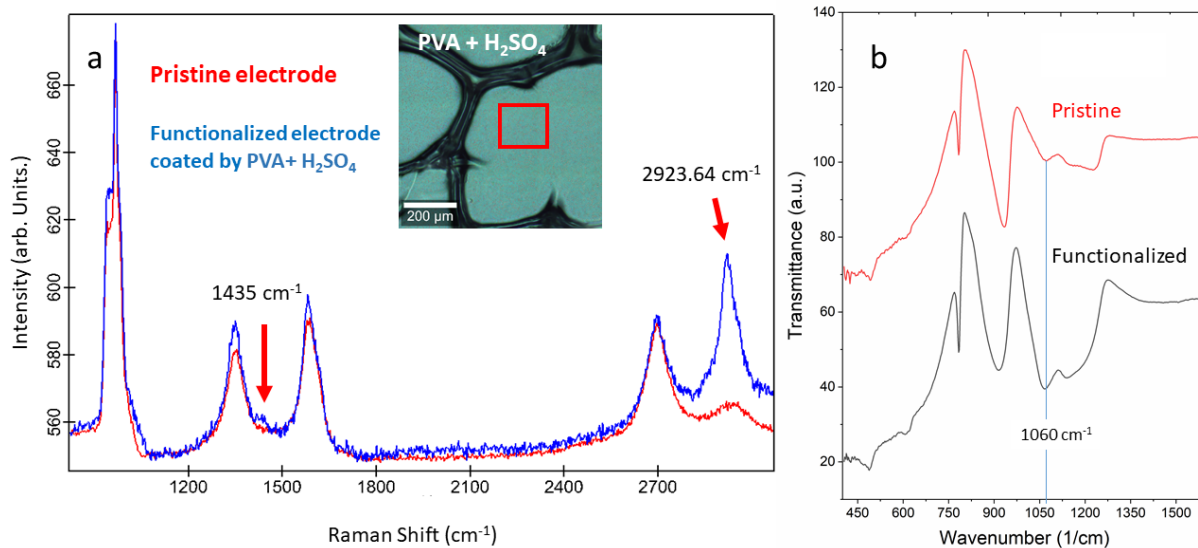 a
Pristine electrode
Functionalized electrode
coated by PVA+ H₂SO₄
PVA + H₂SO₄
200 µm
1435 cm⁻¹
2923.64 cm⁻¹
Intensity (arb. Units.)
660
640
620
600
580
560
1200
1500
1800
2100
2400
2700
Raman Shift (cm⁻¹)
b
Pristine
Functionalized
1060 cm⁻¹
Transmittance (a.u.)
140
120
100
80
60
40
20
450
600
750
900
1050
1200
1350
1500
Wavenumber (1/cm)